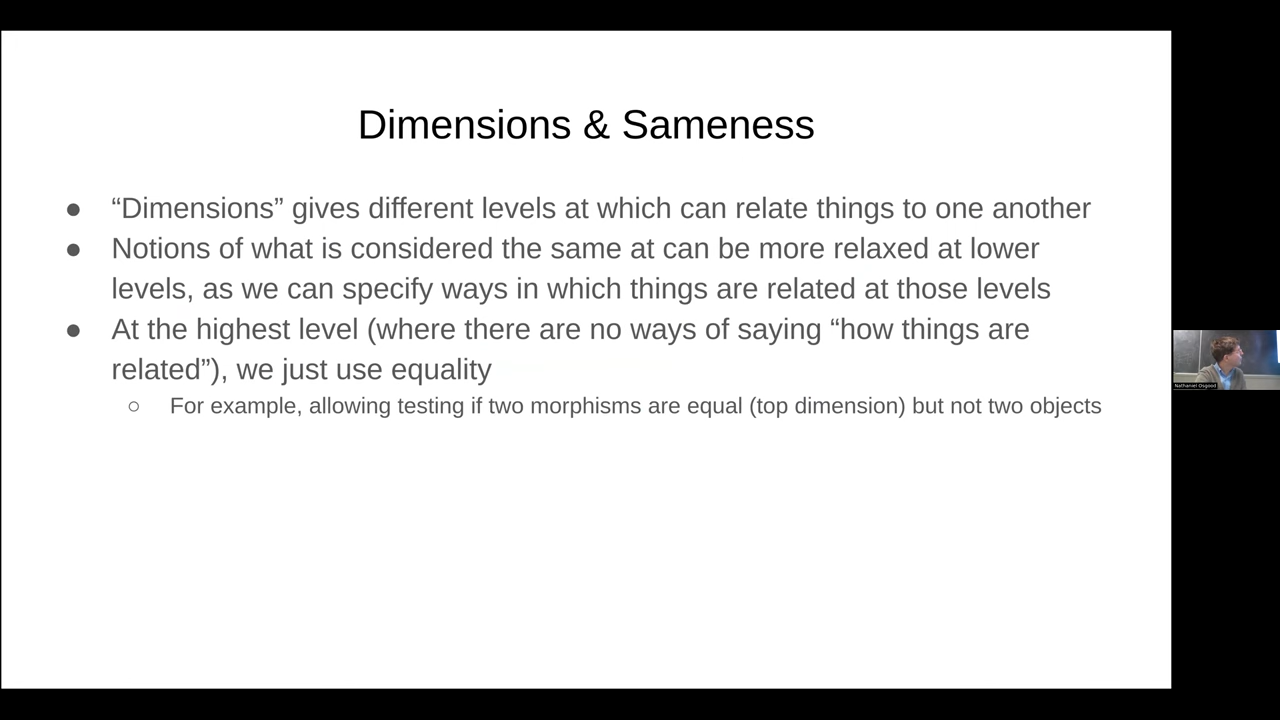 Dimensions & Sameness
● “Dimensions” gives different levels at which can relate things to one another
● Notions of what is considered the same at can be more relaxed at lower
levels, as we can specify ways in which things are related at those levels
● At the highest level (where there are no ways of saying “how things are
related”), we just use equality
○ For example, allowing testing if two morphisms are equal (top dimension) but not two objects
Nathaniel Osgood